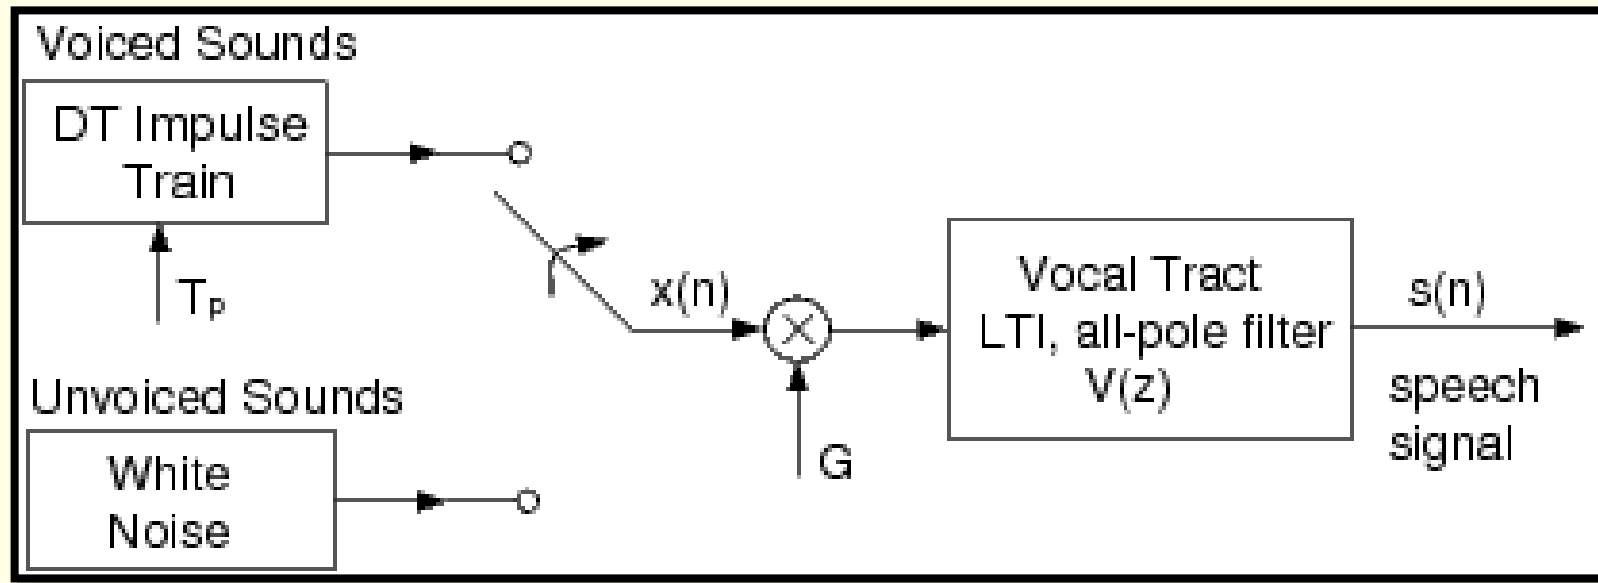 Voiced Sounds
DT Impulse
Train
Tp
Unvoiced Sounds
White
Noise
x(n)
G
Vocal Tract
LTI, all-pole filter
V(z)
s(n)
speech
signal